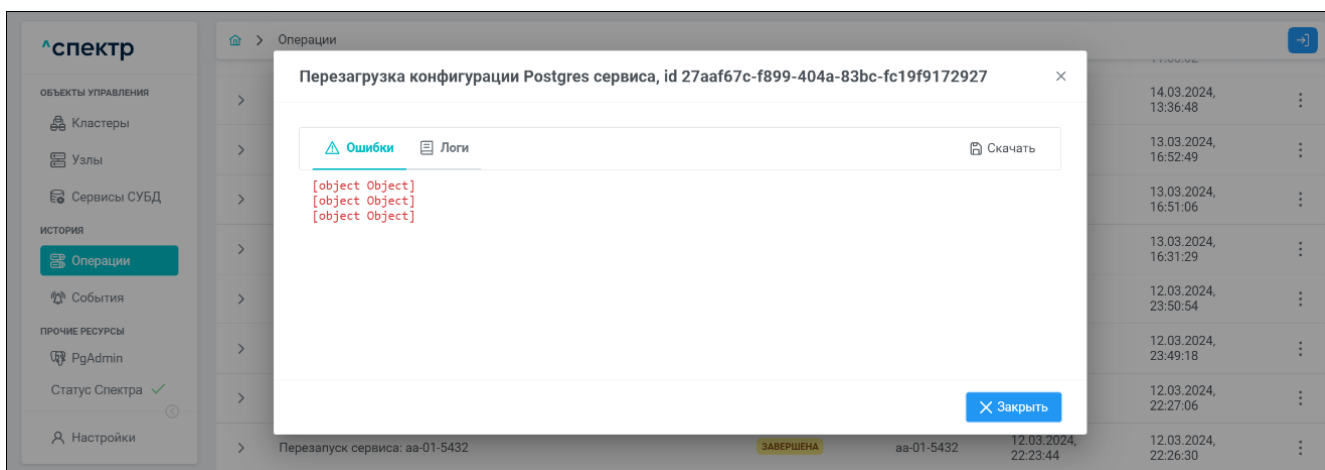 ^спектр
Операции
Перезагрузка конфигурации Postgres сервиса, id 27aaf67c-f899-404a-83bc-fc19f9172927
ОБЪЕКТЫ УПРАВЛЕНИЯ
Кластеры
Узлы
Сервисы СУБД
ИСТОРИЯ
Операции
События
ПРОЧИЕ РЕСУРСЫ
PgAdmin
Статус Спектра
Настройки
Ошибки
Логи
Скачать
[object Object]
[object Object]
[object Object]
Закрыть
14.03.2024,
13:36:48
13.03.2024,
16:52:49
13.03.2024,
16:51:06
13.03.2024,
16:31:29
12.03.2024,
23:50:54
12.03.2024,
23:49:18
12.03.2024,
22:27:06
Перезапуск сервиса: aa-01-5432
ЗАВЕРШЕНА
aa-01-5432
12.03.2024,
22:23:44
12.03.2024,
22:26:30